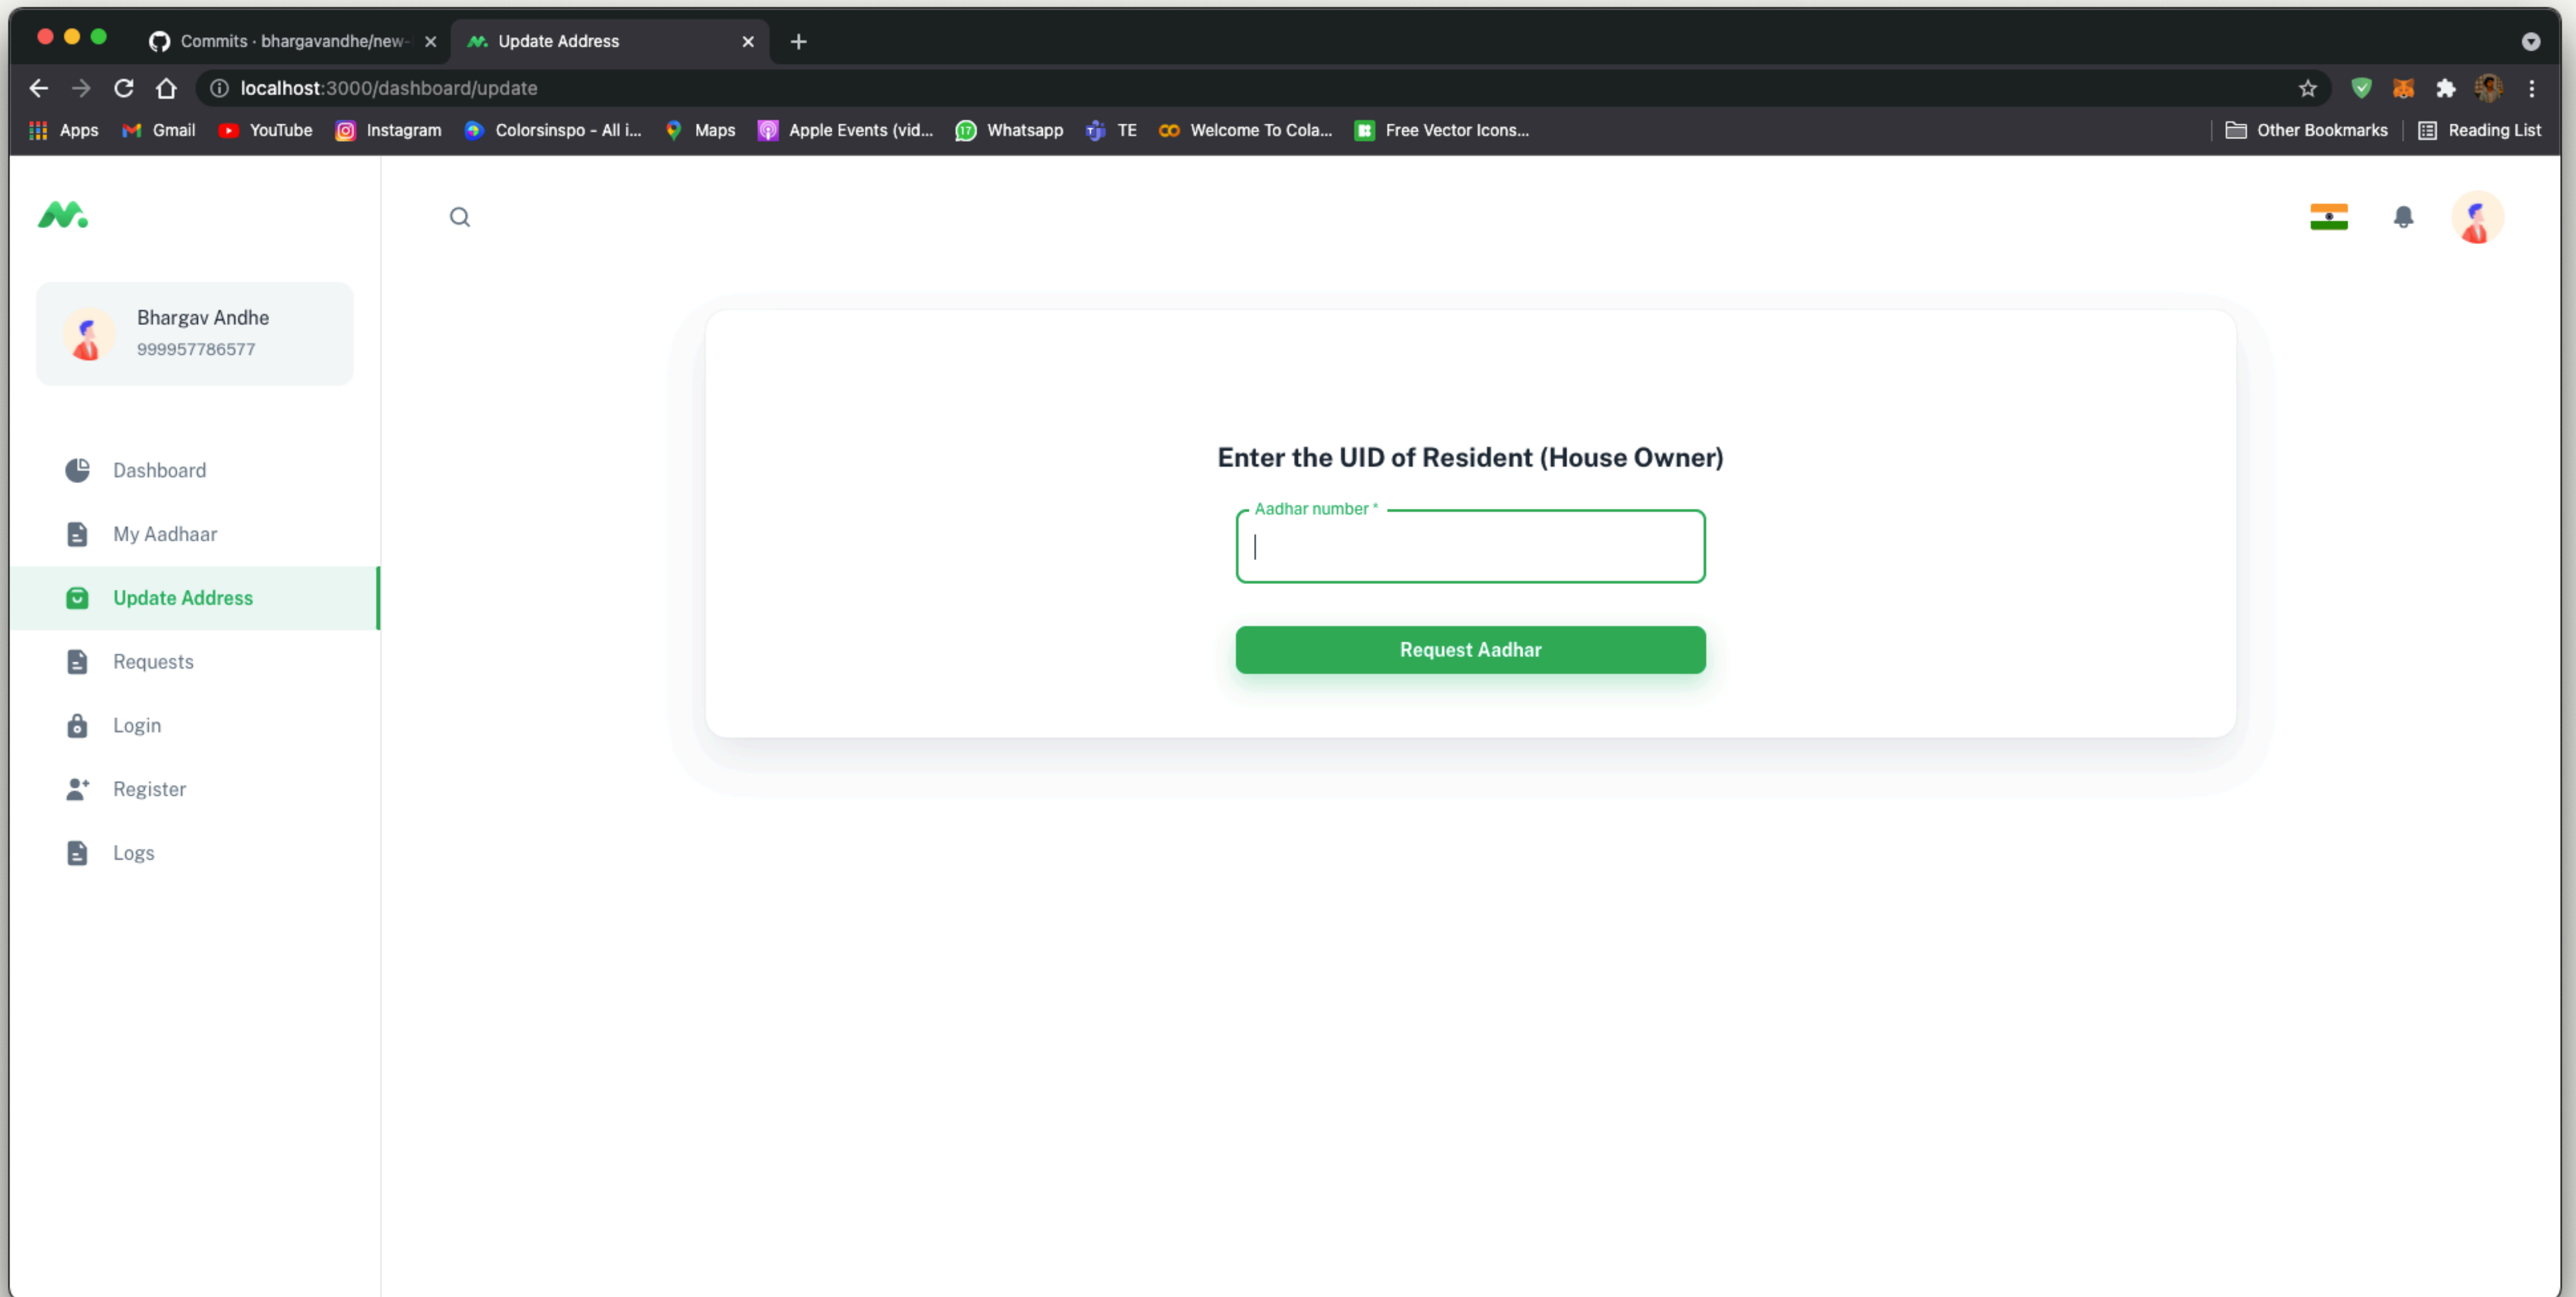 Commits · bhargavandhe/new-
Update Address
localhost:3000/dashboard/update
Apps Gmail YouTube Instagram Colorsinspo - All i... Maps Apple Events (vid... 17 Whatsapp TE Welcome To Cola... Free Vector Icons... Other Bookmarks Reading List
Bhargav Andhe
999957786577
Dashboard
My Aadhaar
Update Address
Requests
Login
Register
Logs
Enter the UID of Resident (House Owner)
Aadhar number *
Request Aadhar